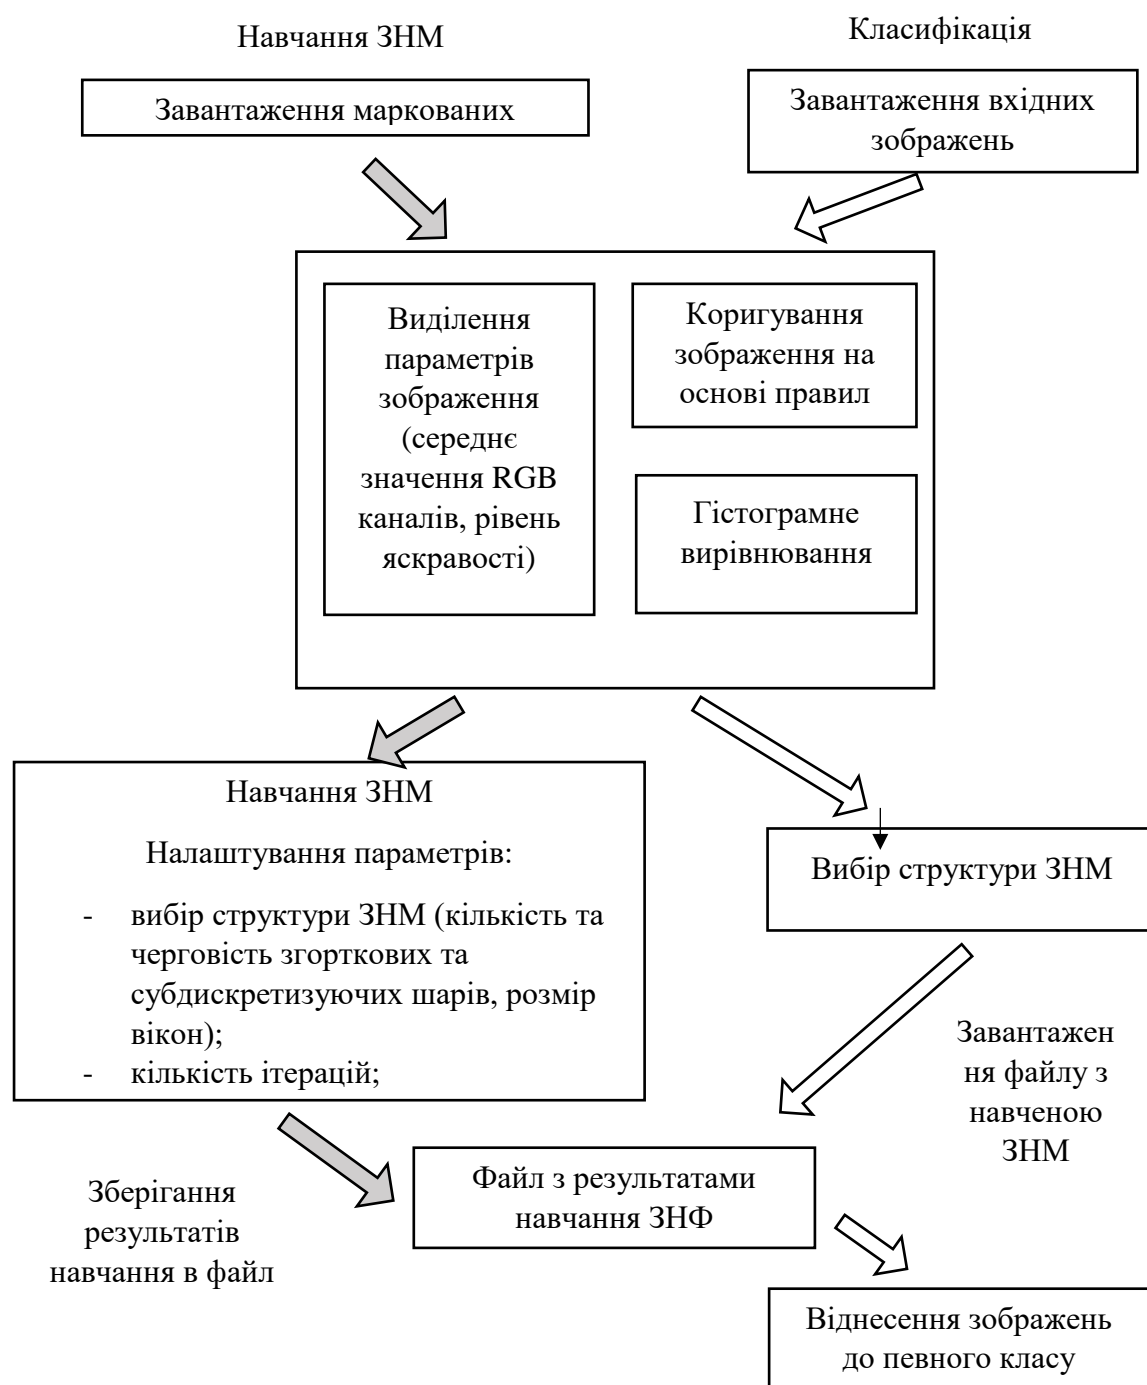 Навчання ЗНМ
Класифікація
Завантаження маркованих
Завантаження вхідних
зображень
Виділення
параметрів
зображення
(середнє
значення RGB
каналів, рівень
яскравості)
Коригування
зображення на
основі правил
Гістограмне
вирівнювання
Навчання ЗНМ
Налаштування параметрів:
- вибір структури ЗНМ (кількість та
черговість згорткових та
субдискретизуючих шарів, розмір
вікон);
- кількість ітерацій;
Вибір структури ЗНМ
Завантажен
ня файлу з
навченою
ЗНМ
Зберігання
результатів
навчання в файл
Файл з результатами
навчання ЗНФ
Віднесення зображень
до певного класу